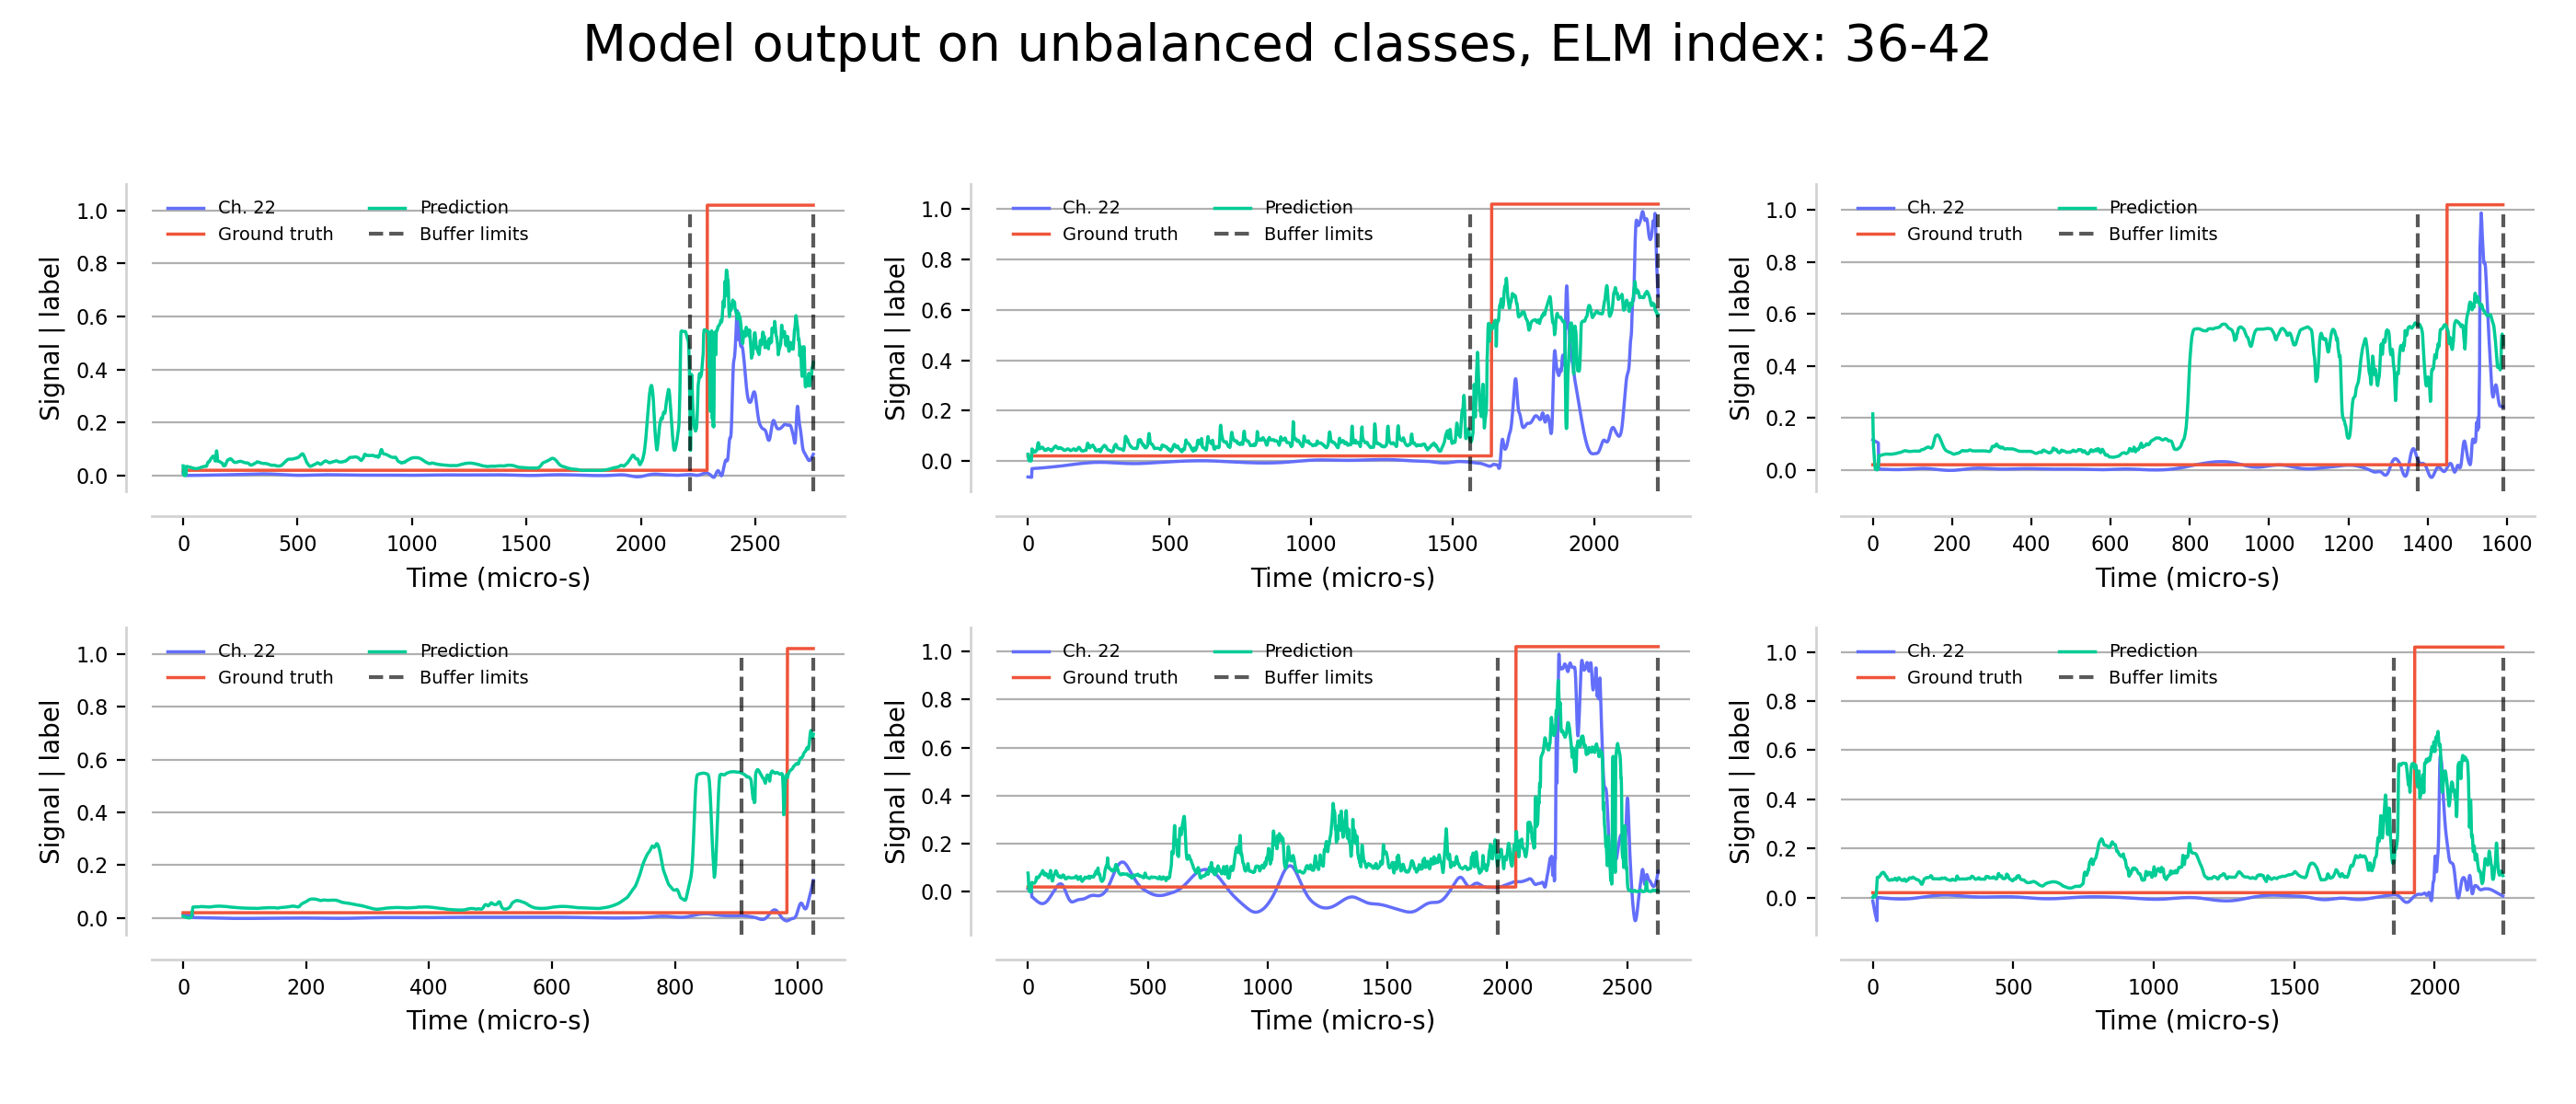 Model output on unbalanced classes, ELM index: 36-42
Signal | label
1.0
0.8
0.6
0.4
0.2
0.0
Ch. 22
Ground truth
Prediction
Buffer limits
0 500 1000 1500 2000 2500
Time (micro-s)
Signal | label
1.0
0.8
0.6
0.4
0.2
0.0
Ch. 22
Ground truth
Prediction
Buffer limits
0 500 1000 1500 2000
Time (micro-s)
Signal | label
1.0
0.8
0.6
0.4
0.2
0.0
Ch. 22
Ground truth
Prediction
Buffer limits
0 200 400 600 800 1000 1200 1400 1600
Time (micro-s)
Signal | label
1.0
0.8
0.6
0.4
0.2
0.0
Ch. 22
Ground truth
Prediction
Buffer limits
0 200 400 600 800 1000
Time (micro-s)
Signal | label
1.0
0.8
0.6
0.4
0.2
0.0
Ch. 22
Ground truth
Prediction
Buffer limits
0 500 1000 1500 2000 2500
Time (micro-s)
Signal | label
1.0
0.8
0.6
0.4
0.2
0.0
Ch. 22
Ground truth
Prediction
Buffer limits
0 500 1000 1500 2000
Time (micro-s)